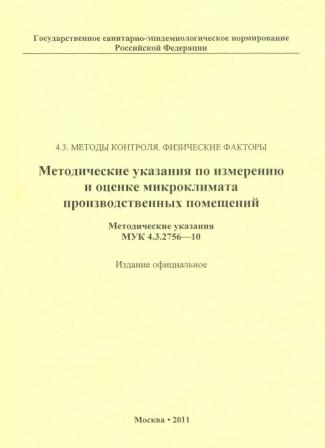 Государственное санитарно-эпидемиологическое нормирование
Российской Федерации
4.3. МЕТОДЫ КОНТРОЛЯ. ФИЗИЧЕСКИЕ ФАКТОРЫ
Методические указания по измерению
и оценке микроклимата
производственных помещений
Методические указания
МУК 4.3.2756—10
Издание официальное
Москва • 2011